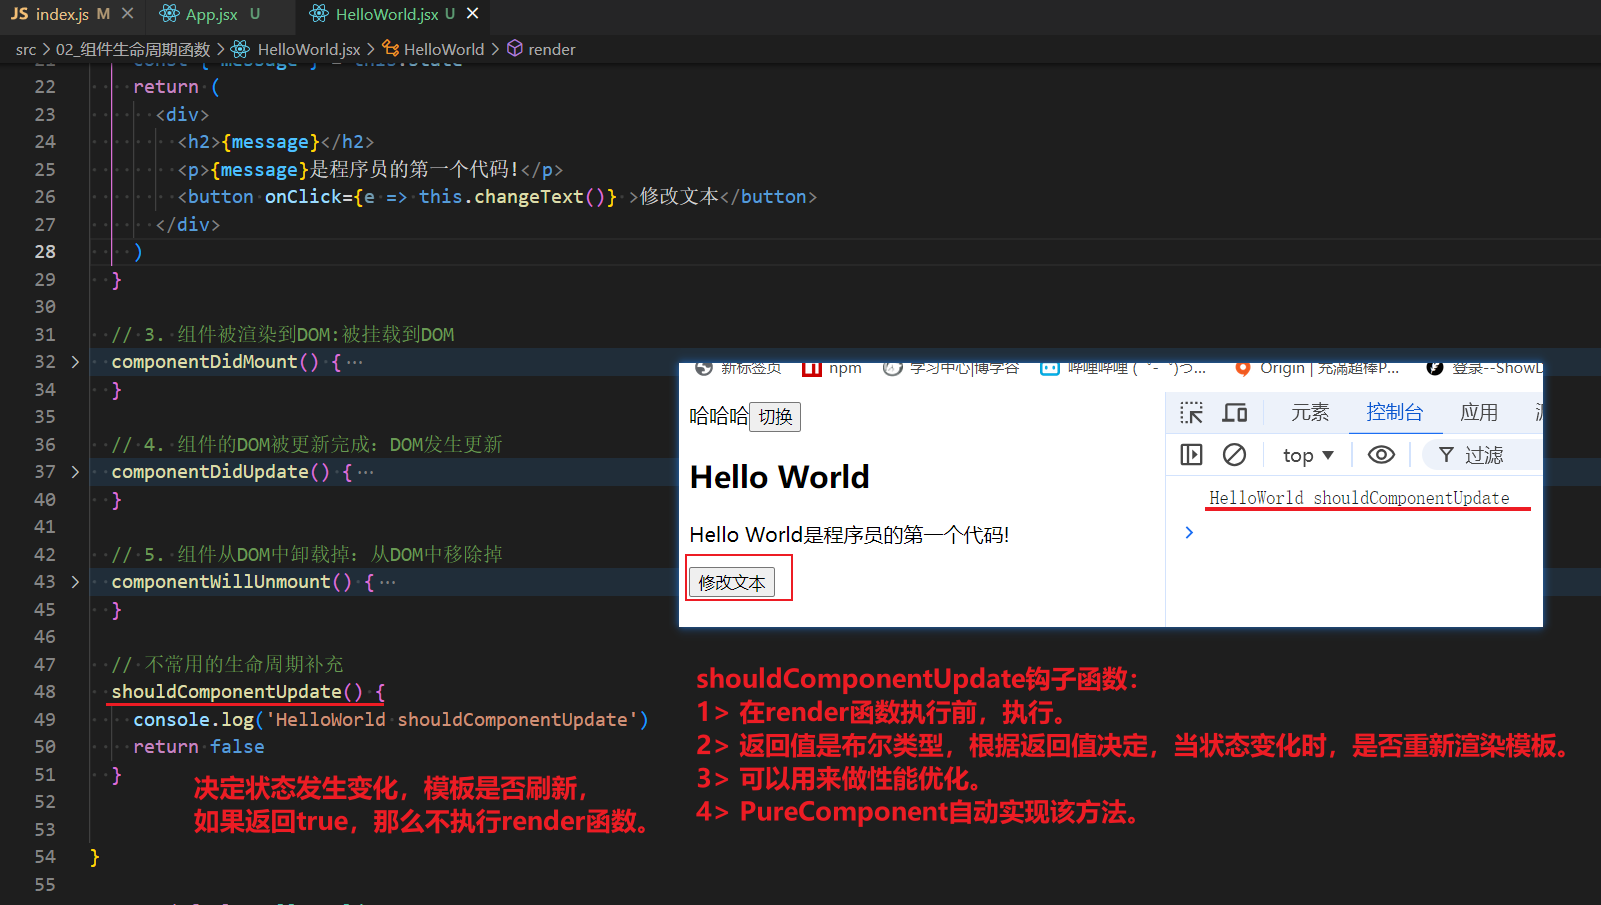 JS index.js M ×
App.jsx U
HelloWorld.jsx U ×
src > 02_组件生命周期函数 > HelloWorld.jsx > HelloWorld > render
21 const { message } = this.state
22 return (
23 <div>
24 <h2>{message}</h2>
25 <p>{message}是程序员的第一个代码!</p>
26 <button onClick={e => this.changeText()} >修改文本</button>
27 </div>
28 )
29 }
30
31 // 3. 组件被渲染到DOM:被挂载到DOM
32 > componentDidMount() { ···
34 }
35
36 // 4. 组件的DOM被更新完成: DOM发生更新
37 > componentDidUpdate() { ···
40 }
41
42 // 5. 组件从DOM中卸载掉: 从DOM中移除掉
43 > componentWillUnmount() { ···
45 }
46
47 // 不常用的生命周期补充
48 shouldComponentUpdate() {
49 console.log('HelloWorld shouldComponentUpdate')
50 return false
51 }
52
53
54 }
55
决定状态发生变化，模板是否刷新，
如果返回true，那么不执行render函数。
新标签页 npm 学习中心|博学谷 哔哩哔哩 (゜-゜)つ... Origin | 充满超棒P... 登录--ShowD
哈哈哈 切换
Hello World
Hello World是程序员的第一个代码!
修改文本
元素 控制台 应用
top ▼ 过滤
HelloWorld shouldComponentUpdate
>
shouldComponentUpdate钩子函数：
1> 在render函数执行前，执行。
2> 返回值是布尔类型，根据返回值决定，当状态变化时，是否重新渲染模板。
3> 可以用来做性能优化。
4> PureComponent自动实现该方法。